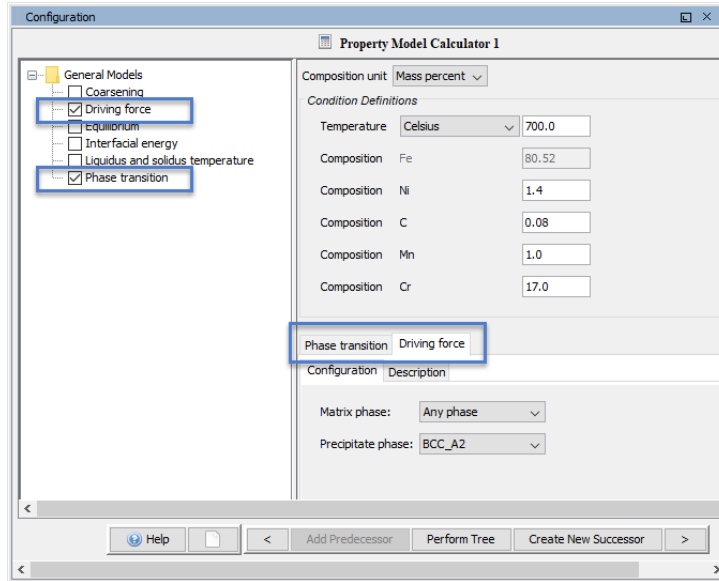 Configuration
Property Model Calculator 1
General Models
Coarsening
Driving force
Equilibrium
Interfacial energy
Liquidus and solidus temperature
Phase transition
Composition unit Mass percent
Condition Definitions
Temperature Celsius 700.0
Composition Fe 80.52
Composition Ni 1.4
Composition C 0.08
Composition Mn 1.0
Composition Cr 17.0
Phase transition Driving force
Configuration Description
Matrix phase: Any phase
Precipitate phase: BCC_A2
Help < Add Predecessor Perform Tree Create New Successor >